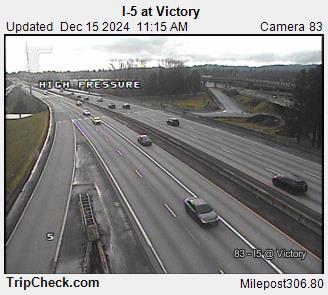 I-5 at Victory
Updated  Dec 15 2024  11:15 AM
Camera 83
HIGH PRESSURE
S
83 - I5 @ Victory
TripCheck.com
Milepost306.80